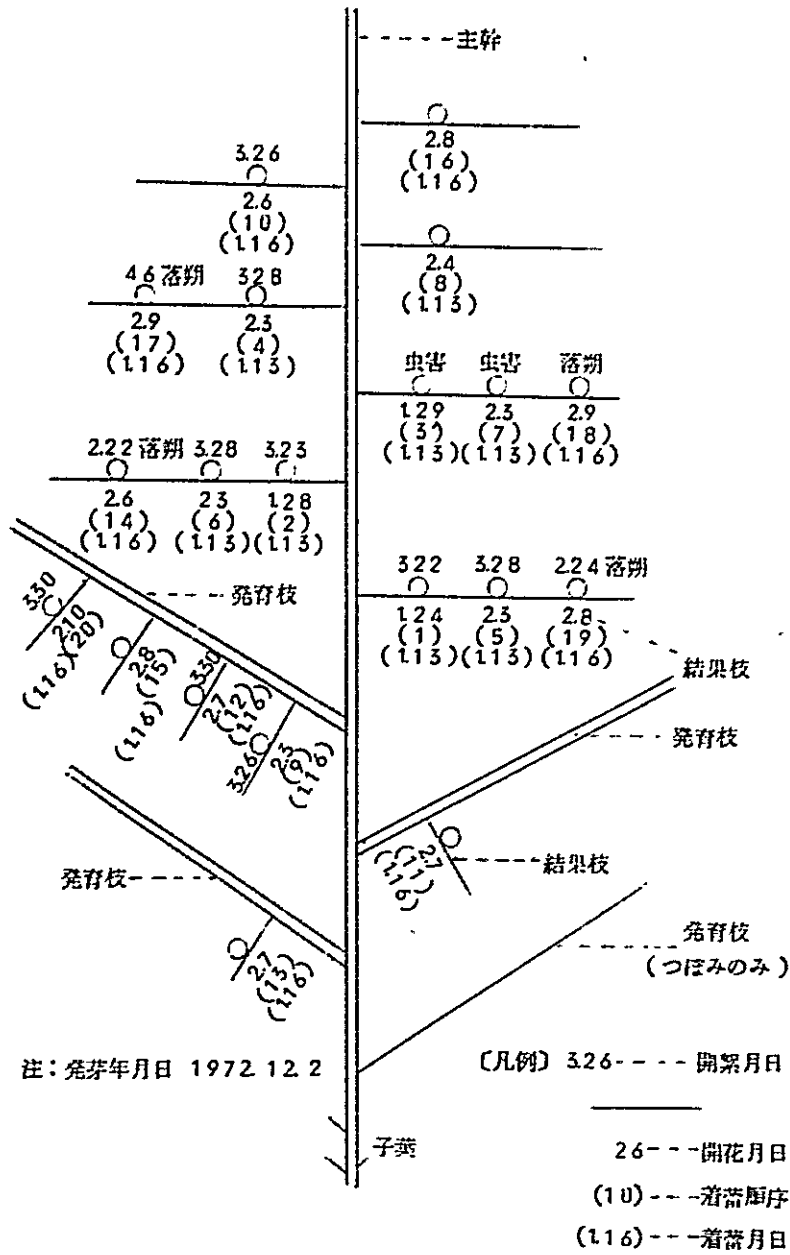 主幹
2.8
(16)
(1.16)
3.26
2.6
(10)
(1.16)
2.4
(8)
(1.13)
4.6 落朔 3.28
2.9 2.3
(17) (4)
(1.16) (1.13)
虫害 虫害 落朔
1.29 2.3 2.9
(3) (7) (18)
(1.13) (1.13) (1.16)
2.22 落朔 3.28 3.23
2.6 2.3 1.28
(14) (6) (2)
(1.16) (1.13) (1.13)
3.22 3.28 2.24 落朔
1.24 2.3 2.8
(1) (5) (19)
(1.13) (1.13) (1.16)
結果枝
発育枝
3.30
2.10
(20)
(1.16)
2.8
(15)
(1.16)
3.30
2.7
(12)
(1.16)
3.26
2.3
(9)
(1.16)
発育枝
2.7
(11)
(1.16)
結果枝
発育枝
2.7
(13)
(1.16)
発育枝
(つぼみのみ)
注:発芽年月日 1972.12.2
〔凡例〕 3.26 ---- 開絮月日
2.6 --- 開花月日
(10) --- 着蕾順序
(1.16) --- 着蕾月日
子葉